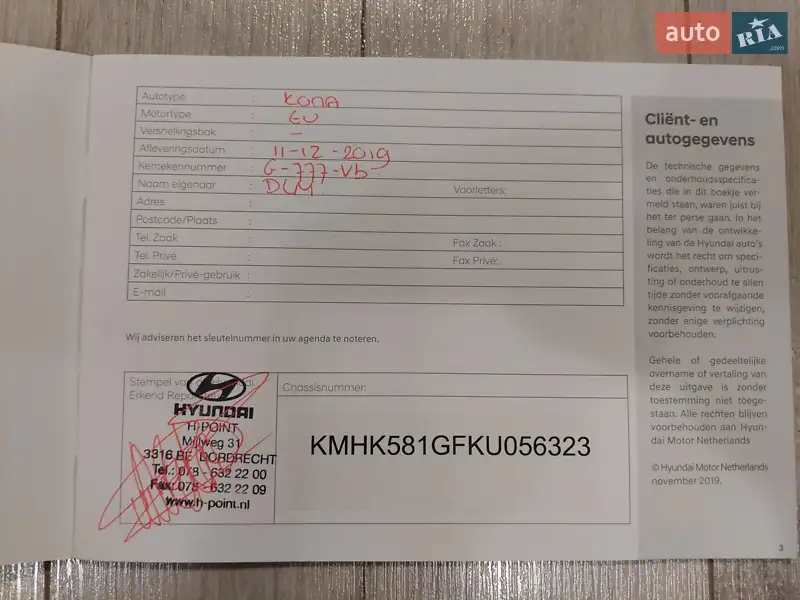 auto RIA .com
Autotype : KONA
Motortype : EV
Versnellingsbak : –
Afleveringsdatum : 11-12-2019
Kentekennummer : G-777-Vb
Naam eigenaar : DLM Voorletters:
Adres :
Postcode/Plaats :
Tel. Zaak : Fax Zaak :
Tel. Privé : Fax Privé:
Zakelijk/Privé-gebruik :
E-mail :
Wij adviseren het sleutelnummer in uw agenda te noteren.
Stempel van Hyundai
Erkend
HYUNDAI
H-POINT
Mijlweg 31
3316 BE DORDRECHT
Tel.: 078 - 632 22 00
Fax: 078 - 632 22 09
www.h-point.nl
Chassisnummer:
KMHK581GFKU056323
Cliënt- en
autogegevens
De technische gegevens
en onderhoudsspecifica-
ties die in dit boekje ver-
meld staan, waren juist bij
het ter perse gaan. In het
belang van de ontwikke-
ling van de Hyundai auto's
wordt het recht om speci-
ficaties, ontwerp, uitrus-
ting of onderhoud te allen
tijde zonder voorafgaande
kennisgeving te wijzigen,
zonder enige verplichting
voorbehouden.
Gehele of gedeeltelijke
overname of vertaling van
deze uitgave is zonder
toestemming niet toege-
staan. Alle rechten blijven
voorbehouden aan Hyun-
dai Motor Netherlands
© Hyundai Motor Netherlands
november 2019.
3